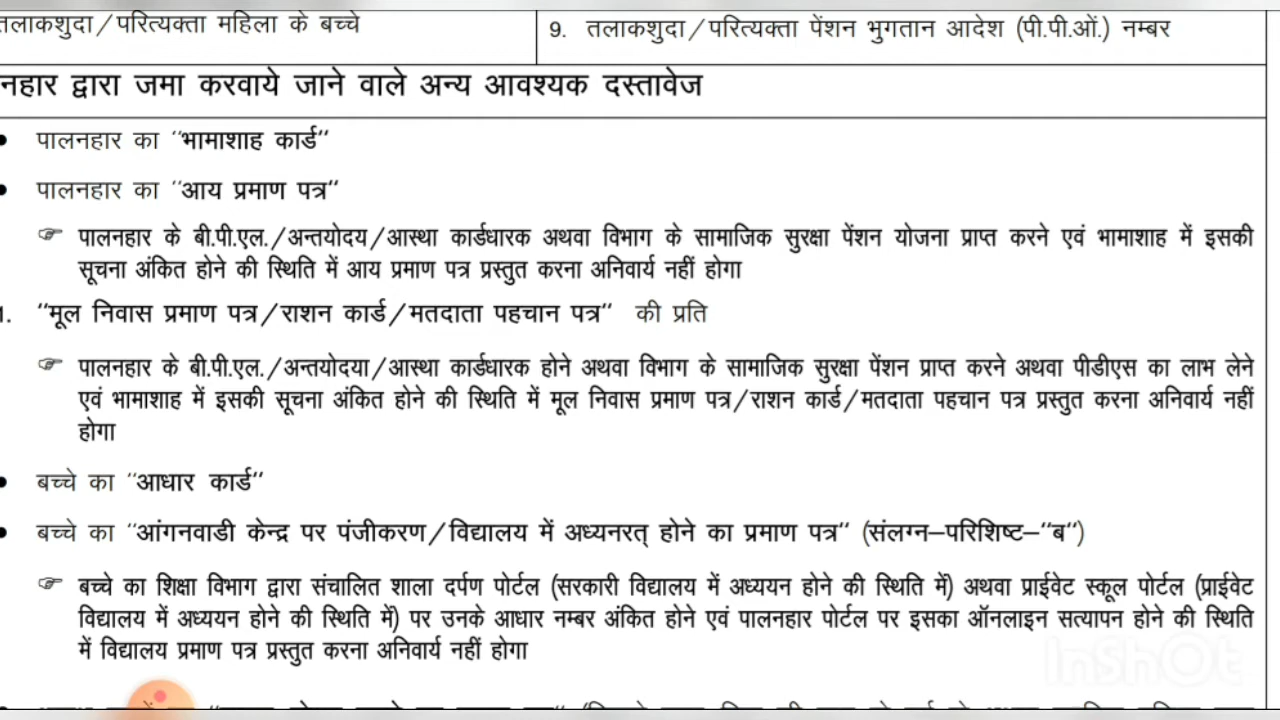 तलाकशुदा/परित्यक्ता महिला के बच्चे
9. तलाकशुदा/परित्यक्ता पेंशन भुगतान आदेश (पी.पी.ओं.) नम्बर
नहार द्वारा जमा करवाये जाने वाले अन्य आवश्यक दस्तावेज
• पालनहार का "भामाशाह कार्ड"
• पालनहार का "आय प्रमाण पत्र"
☞ पालनहार के बी.पी.एल./अन्तयोदय/आस्था कार्डधारक अथवा विभाग के सामाजिक सुरक्षा पेंशन योजना प्राप्त करने एवं भामाशाह में इसकी
सूचना अंकित होने की स्थिति में आय प्रमाण पत्र प्रस्तुत करना अनिवार्य नहीं होगा
1. "मूल निवास प्रमाण पत्र/राशन कार्ड/मतदाता पहचान पत्र" की प्रति
☞ पालनहार के बी.पी.एल./अन्तयोदया/आस्था कार्डधारक होने अथवा विभाग के सामाजिक सुरक्षा पेंशन प्राप्त करने अथवा पीडीएस का लाभ लेने
एवं भामाशाह में इसकी सूचना अंकित होने की स्थिति में मूल निवास प्रमाण पत्र/राशन कार्ड/मतदाता पहचान पत्र प्रस्तुत करना अनिवार्य नहीं
होगा
• बच्चे का "आधार कार्ड"
• बच्चे का "आंगनवाडी केन्द्र पर पंजीकरण/विद्यालय में अध्यनरत् होने का प्रमाण पत्र" (संलग्न–परिशिष्ट–"ब")
☞ बच्चे का शिक्षा विभाग द्वारा संचालित शाला दर्पण पोर्टल (सरकारी विद्यालय में अध्ययन होने की स्थिति में) अथवा प्राईवेट स्कूल पोर्टल (प्राईवेट
विद्यालय में अध्ययन होने की स्थिति में) पर उनके आधार नम्बर अंकित होने एवं पालनहार पोर्टल पर इसका ऑनलाइन सत्यापन होने की स्थिति
में विद्यालय प्रमाण पत्र प्रस्तुत करना अनिवार्य नहीं होगा
InShOt